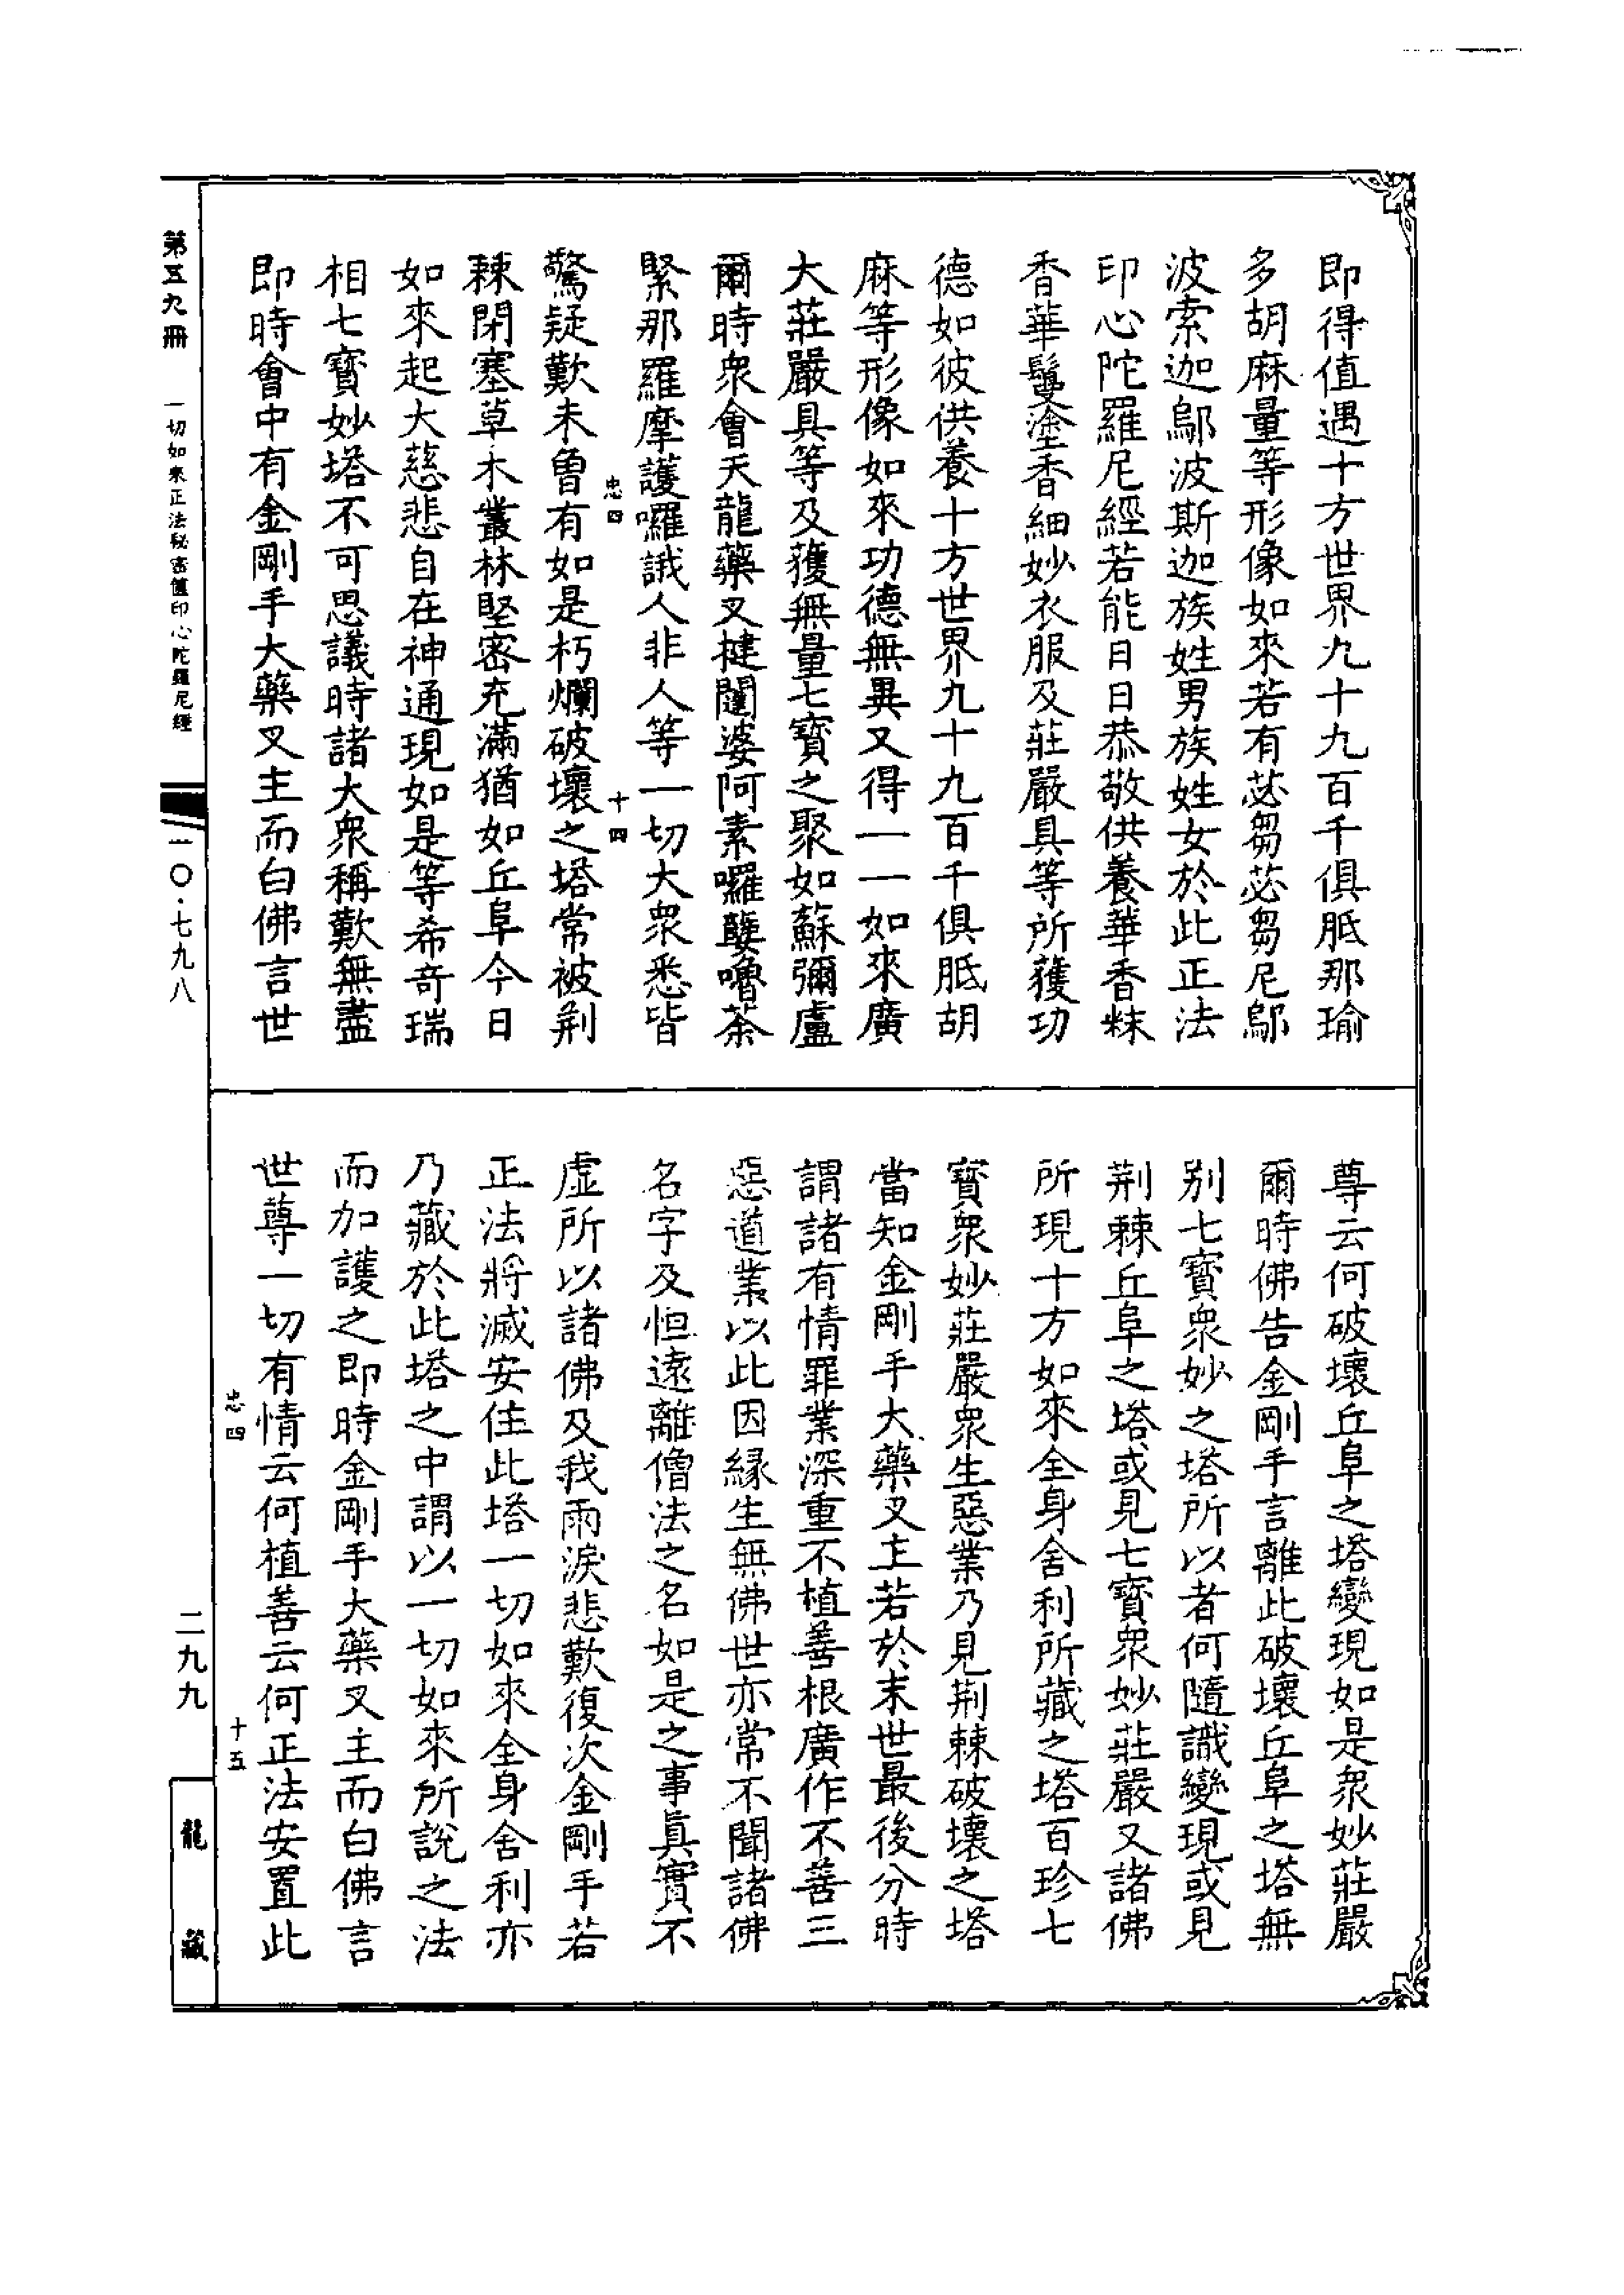 即得值遇十方世界九十九百千俱胝那瑜
多胡麻量等形像如來若有苾芻苾芻尼鄔
波索迦鄔波斯迦族姓男族姓女於此正法
印心陀羅尼經若能日日恭敬供養華香粖
香華鬘塗香細妙衣服及莊嚴具等所獲功
德如彼供養十方世界九十九百千俱胝胡
麻等形像如來功德無異又得一一如來廣
大莊嚴具等及獲無量七寶之聚如蘇彌盧
爾時眾會天龍藥叉揵闥婆阿素囉蘖嚕荼
緊那羅摩護囉誐人非人等一切大眾悉皆
忠四
十四
驚疑歎未曾有如是朽爛破壞之塔常被荊
棘閉塞草木叢林堅密充滿猶如丘阜今日
如來起大慈悲自在神通現如是等希奇瑞
相七寶妙塔不可思議時諸大眾稱歎無盡
即時會中有金剛手大藥叉主而白佛言世
尊云何破壞丘阜之塔變現如是眾妙莊嚴
爾時佛告金剛手言離此破壞丘阜之塔無
別七寶眾妙之塔所以者何隨識變現或見
荊棘丘阜之塔或見七寶眾妙莊嚴又諸佛
所現十方如來全身舍利所藏之塔百珍七
寶眾妙莊嚴眾生惡業乃見荊棘破壞之塔
當知金剛手大藥叉主若於末世最後分時
謂諸有情罪業深重不植善根廣作不善三
惡道業以此因緣生無佛世亦常不聞諸佛
名字及怛遠離僧法之名如是之事真實不
虛所以諸佛及我雨淚悲歎復次金剛手若
正法將滅安住此塔一切如來全身舍利亦
乃藏於此塔之中謂以一切如來所說之法
而加護之即時金剛手大藥叉主而白佛言
世尊一切有情云何植善云何正法安置此
忠四
十五
第五九冊
一切如來正法秘密篋印心陀羅尼經
一〇·七九八
二九九
龍藏